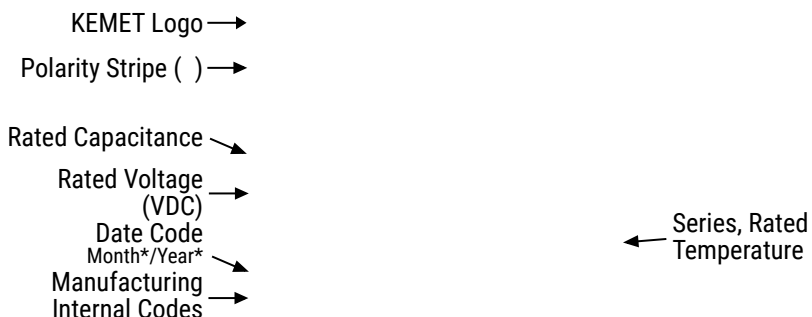 KEMET Logo
Polarity Stripe ( )
Rated Capacitance
Rated Voltage
(VDC)
Date Code
Month*/Year*
Manufacturing
Internal Codes
Series, Rated
Temperature